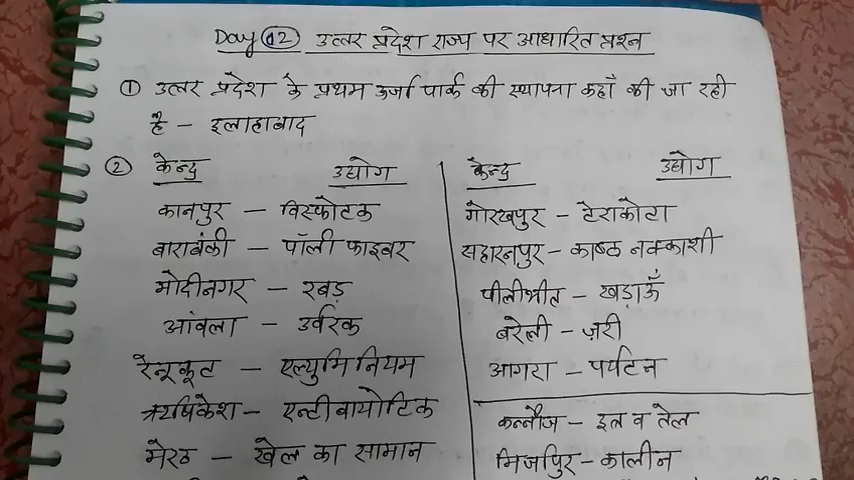 Day 12 उत्तर प्रदेश राज्य पर आधारित प्रश्न
① उत्तर प्रदेश के प्रथम ऊर्जा पार्क की स्थापना कहाँ की जा रही
है – इलाहाबाद
② केन्द्र उद्योग
कानपुर – विस्फोटक
बाराबंकी – पॉली फाइबर
मोदीनगर – रबड़
आंवला – उर्वरक
रेनूकूट – एल्युमिनियम
ऋषिकेश – एन्टीबायोटिक
मेरठ – खेल का सामान
केन्द्र उद्योग
गोरखपुर – टेराकोटा
सहारनपुर – काष्ठ नक्काशी
पीलीभीत – खड़ाऊँ
बरेली – ज़री
आगरा – पर्यटन
कन्नौज – इत्र व तेल
मिर्जापुर – कालीन